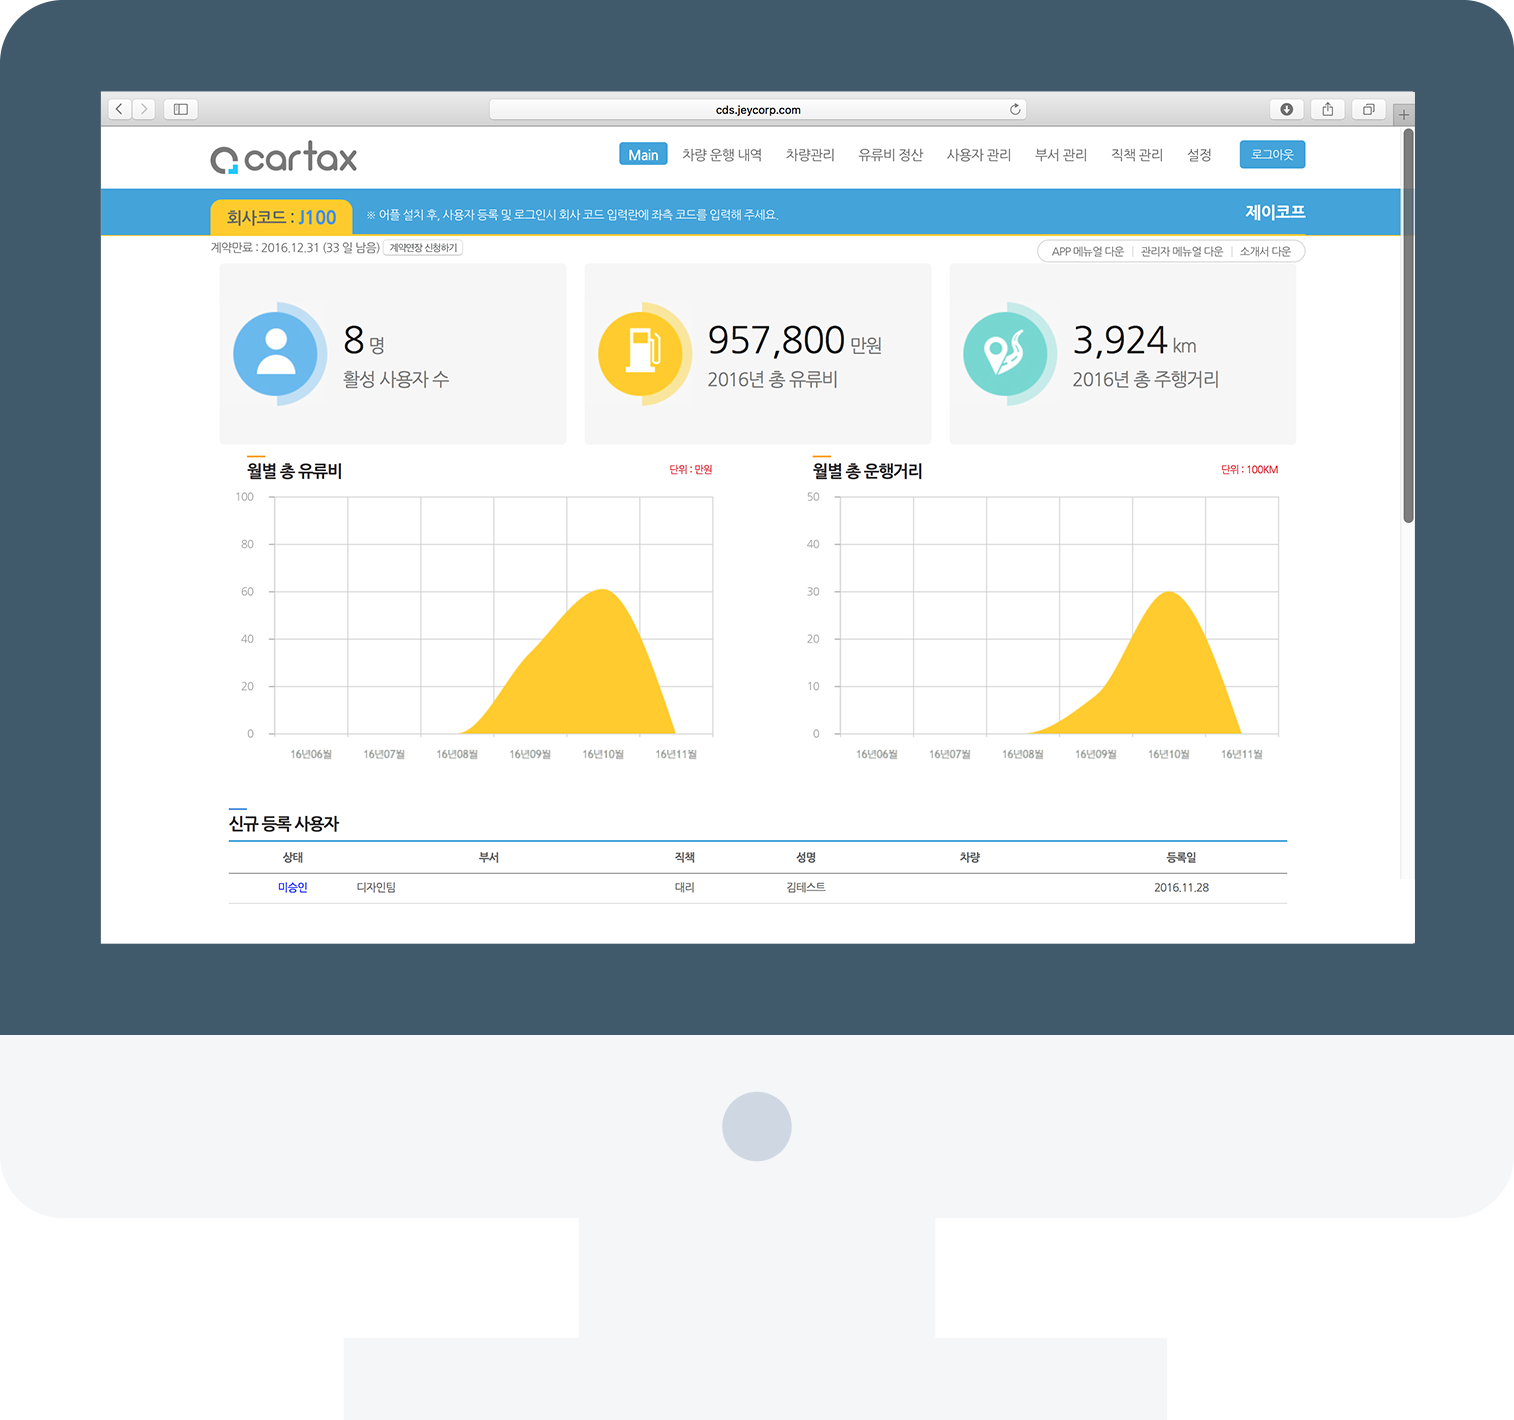 cds.jeycorp.com
cartax
Main 차량 운행 내역 차량관리 유류비 정산 사용자 관리 부서 관리 직책 관리 설정 로그아웃
회사코드 : J100 ※ 어플 설치 후, 사용자 등록 및 로그인시 회사 코드 입력란에 좌측 코드를 입력해 주세요. 제이코프
계약만료 : 2016.12.31 (33 일 남음) 계약연장 신청하기
APP 메뉴얼 다운 | 관리자 메뉴얼 다운 | 소개서 다운
8 명
활성 사용자 수
957,800 만원
2016년 총 유류비
3,924 km
2016년 총 주행거리
월별 총 유류비 단위 : 만원
100
80
60
40
20
0
16년06월 16년07월 16년08월 16년09월 16년10월 16년11월
월별 총 운행거리 단위 : 100KM
50
40
30
20
10
0
16년06월 16년07월 16년08월 16년09월 16년10월 16년11월
신규 등록 사용자
상태 부서 직책 성명 차량 등록일
미승인 디자인팀 대리 김테스트 2016.11.28